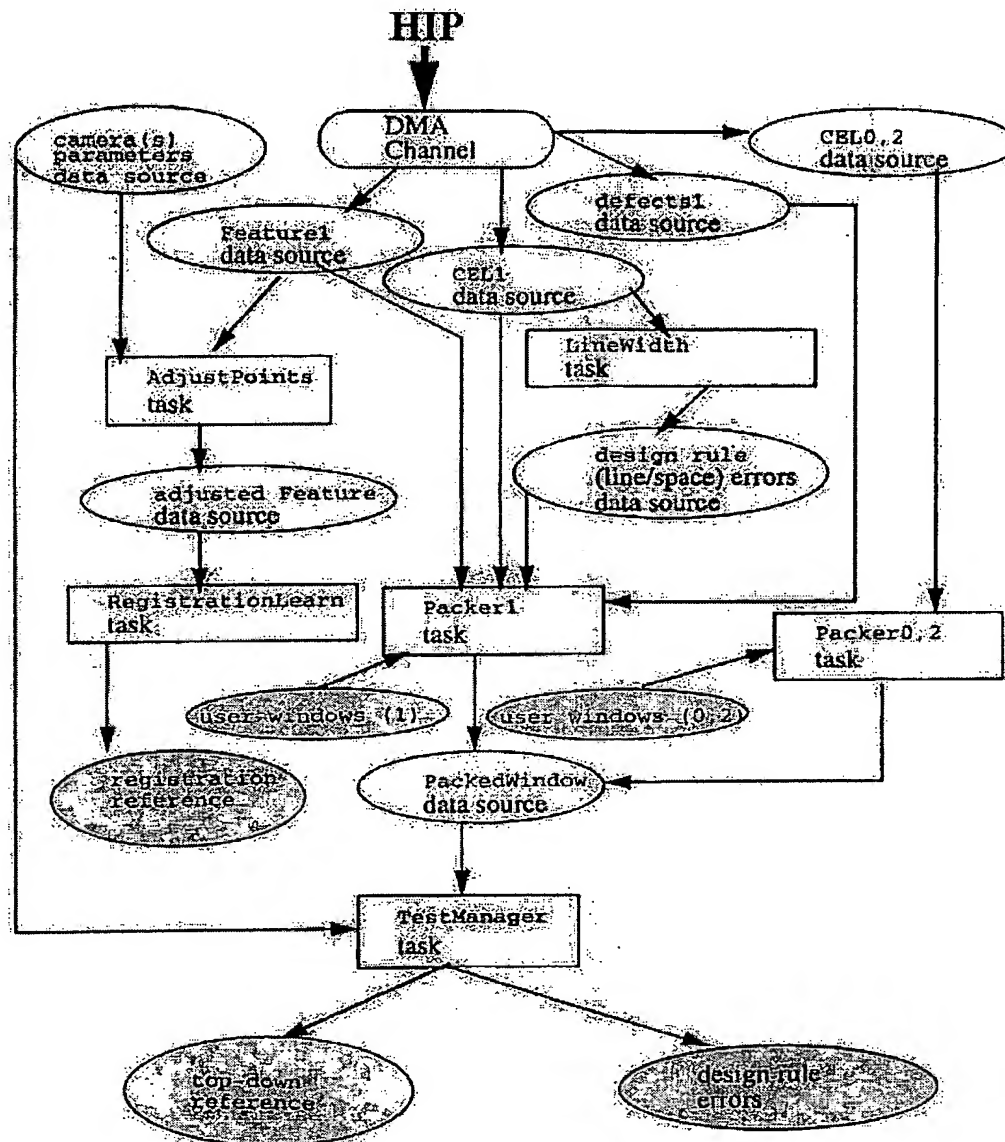 HIP
DMA
Channel
camera(s)
parameters
data source
CEL0,2
data source
defects1
data source
Feature1
data source
CEL1
data source
LineWidth
task
AdjustPoints
task
design rule
(line/space) errors
data source
adjusted Feature
data source
RegistrationLearn
task
Packer1
task
Packer0,2
task
user windows (1)
user windows (0,2)
registration
reference
PackedWindow
data source
TestManager
task
top-down
reference
design rule
errors